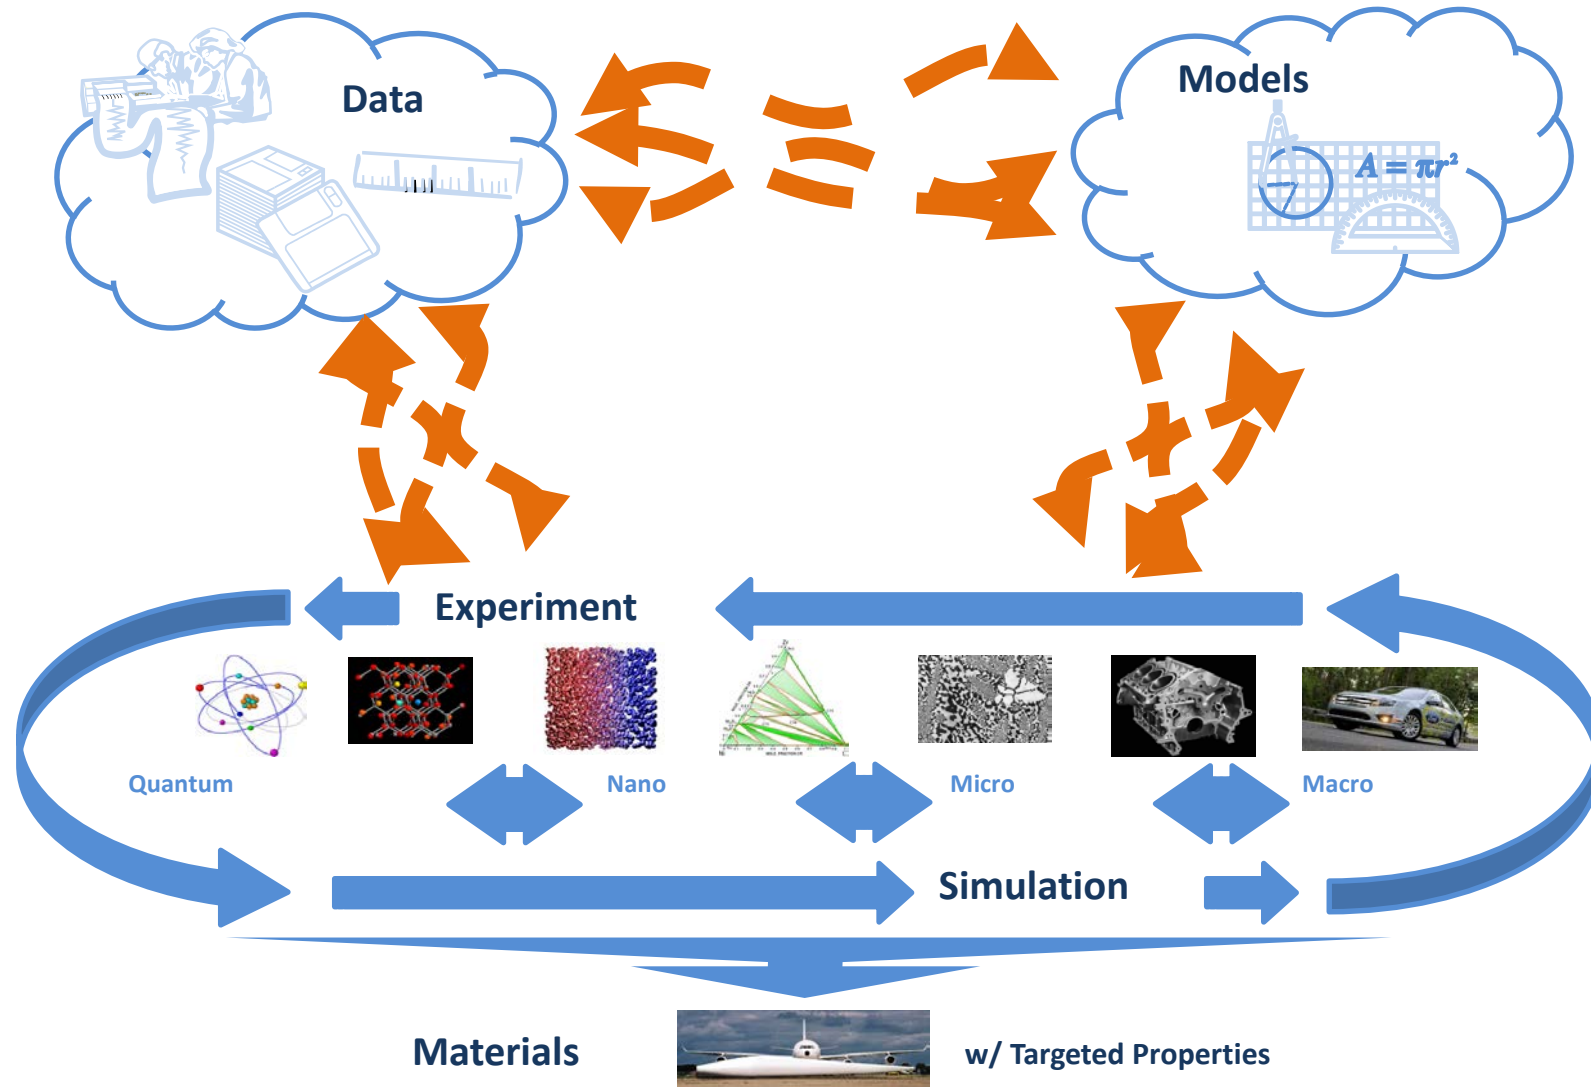 Data
Models
A = πr²
Experiment
Quantum
Nano
Micro
Macro
Simulation
Materials
w/ Targeted Properties